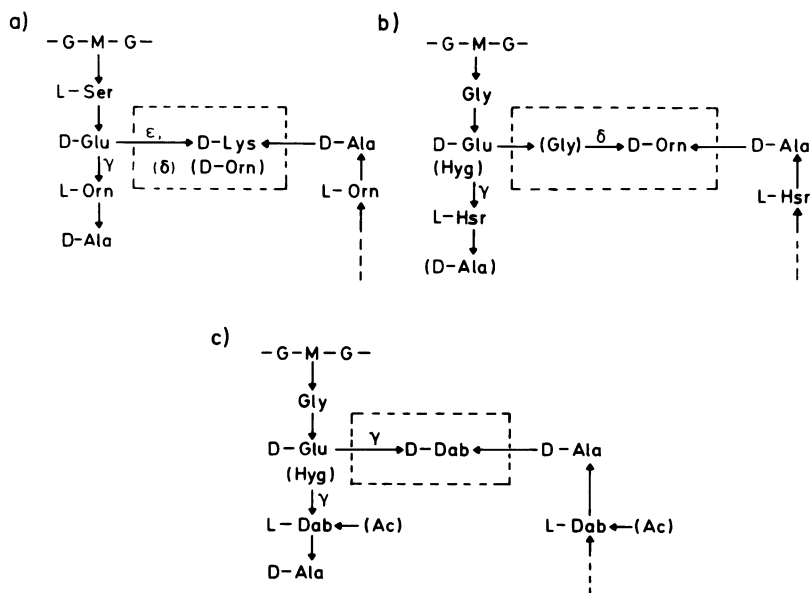 a)
–G–M–G–
L–Ser
D–Glu ε, D–Lys D–Ala
γ (δ) (D–Orn)
L–Orn L–Orn
D–Ala
b)
–G–M–G–
Gly
D–Glu (Gly) δ D–Orn D–Ala
(Hyg)
γ
L–Hsr L–Hsr
(D–Ala)
c)
–G–M–G–
Gly
D–Glu γ D–Dab D–Ala
(Hyg)
γ
L–Dab (Ac) L–Dab (Ac)
D–Ala